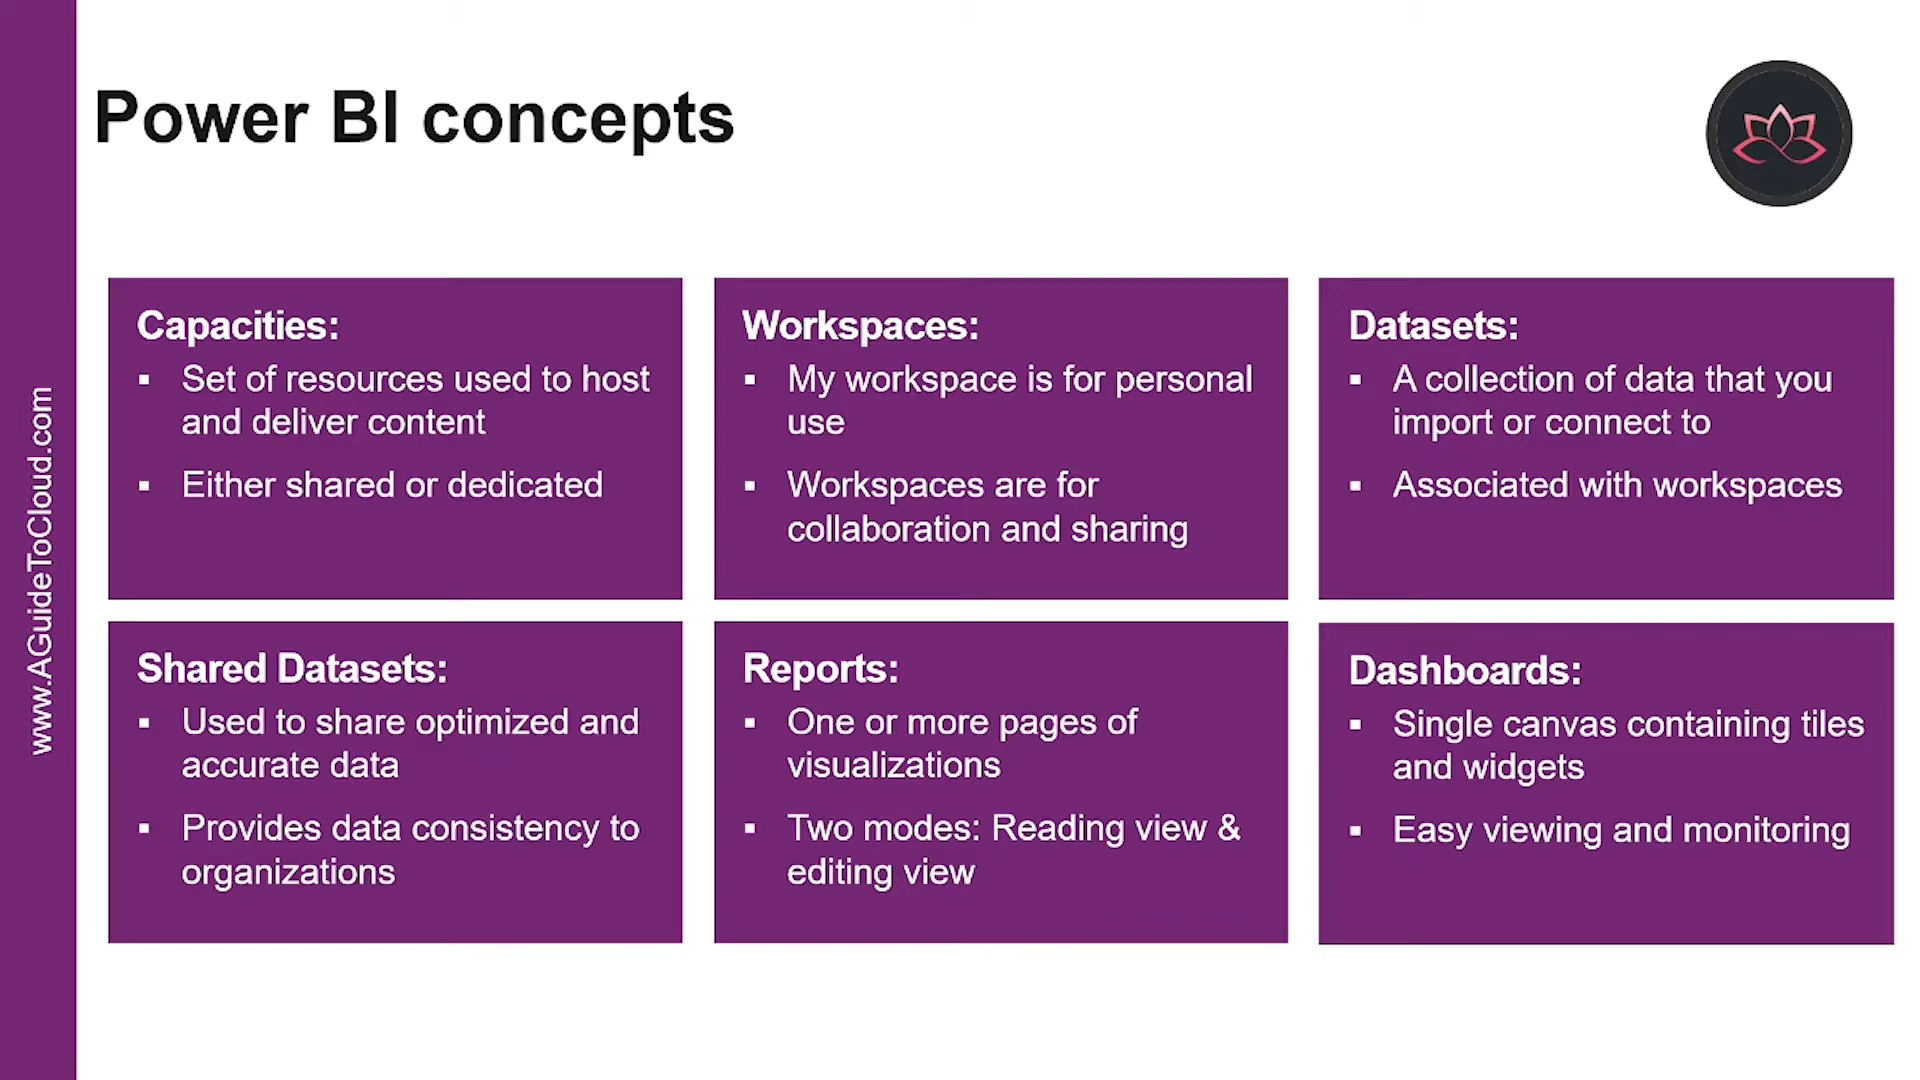 Power BI concepts
www.AGuideToCloud.com
Capacities:
▪ Set of resources used to host
and deliver content
▪ Either shared or dedicated
Workspaces:
▪ My workspace is for personal
use
▪ Workspaces are for
collaboration and sharing
Datasets:
▪ A collection of data that you
import or connect to
▪ Associated with workspaces
Shared Datasets:
▪ Used to share optimized and
accurate data
▪ Provides data consistency to
organizations
Reports:
▪ One or more pages of
visualizations
▪ Two modes: Reading view &
editing view
Dashboards:
▪ Single canvas containing tiles
and widgets
▪ Easy viewing and monitoring